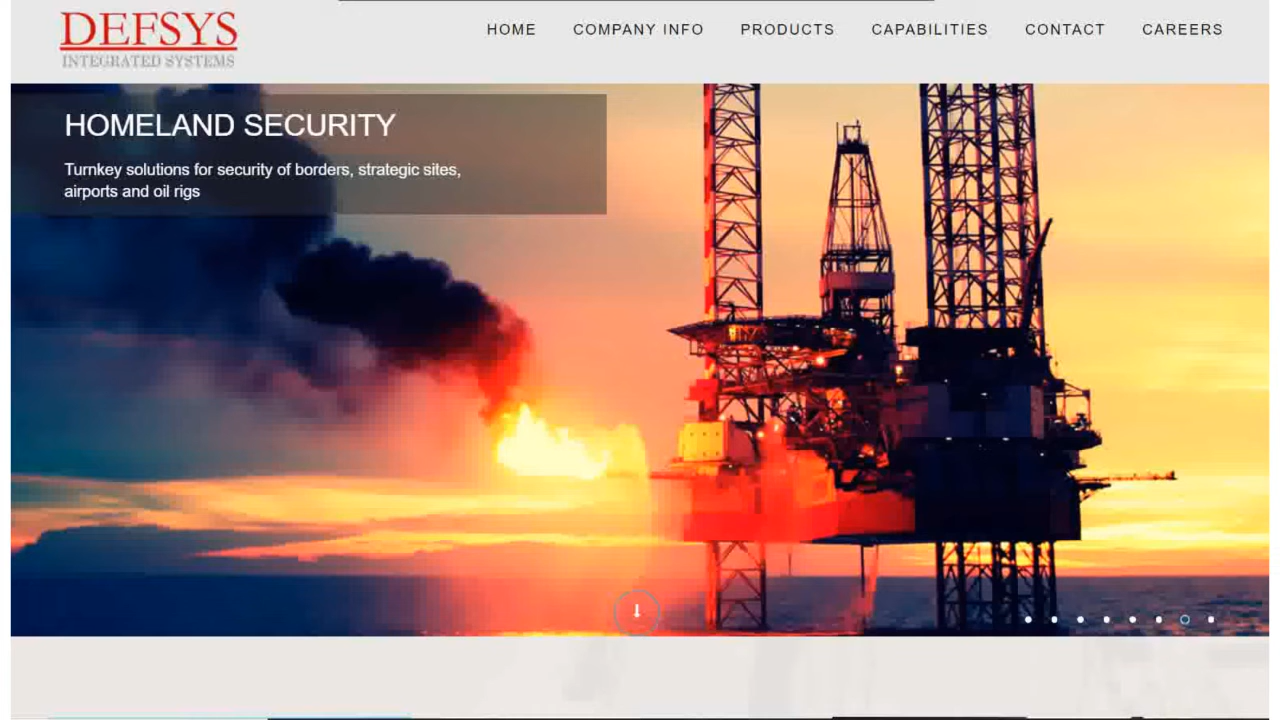 DEFSYS
INTEGRATED SYSTEMS
HOME COMPANY INFO PRODUCTS CAPABILITIES CONTACT CAREERS
HOMELAND SECURITY
Turnkey solutions for security of borders, strategic sites,
airports and oil rigs